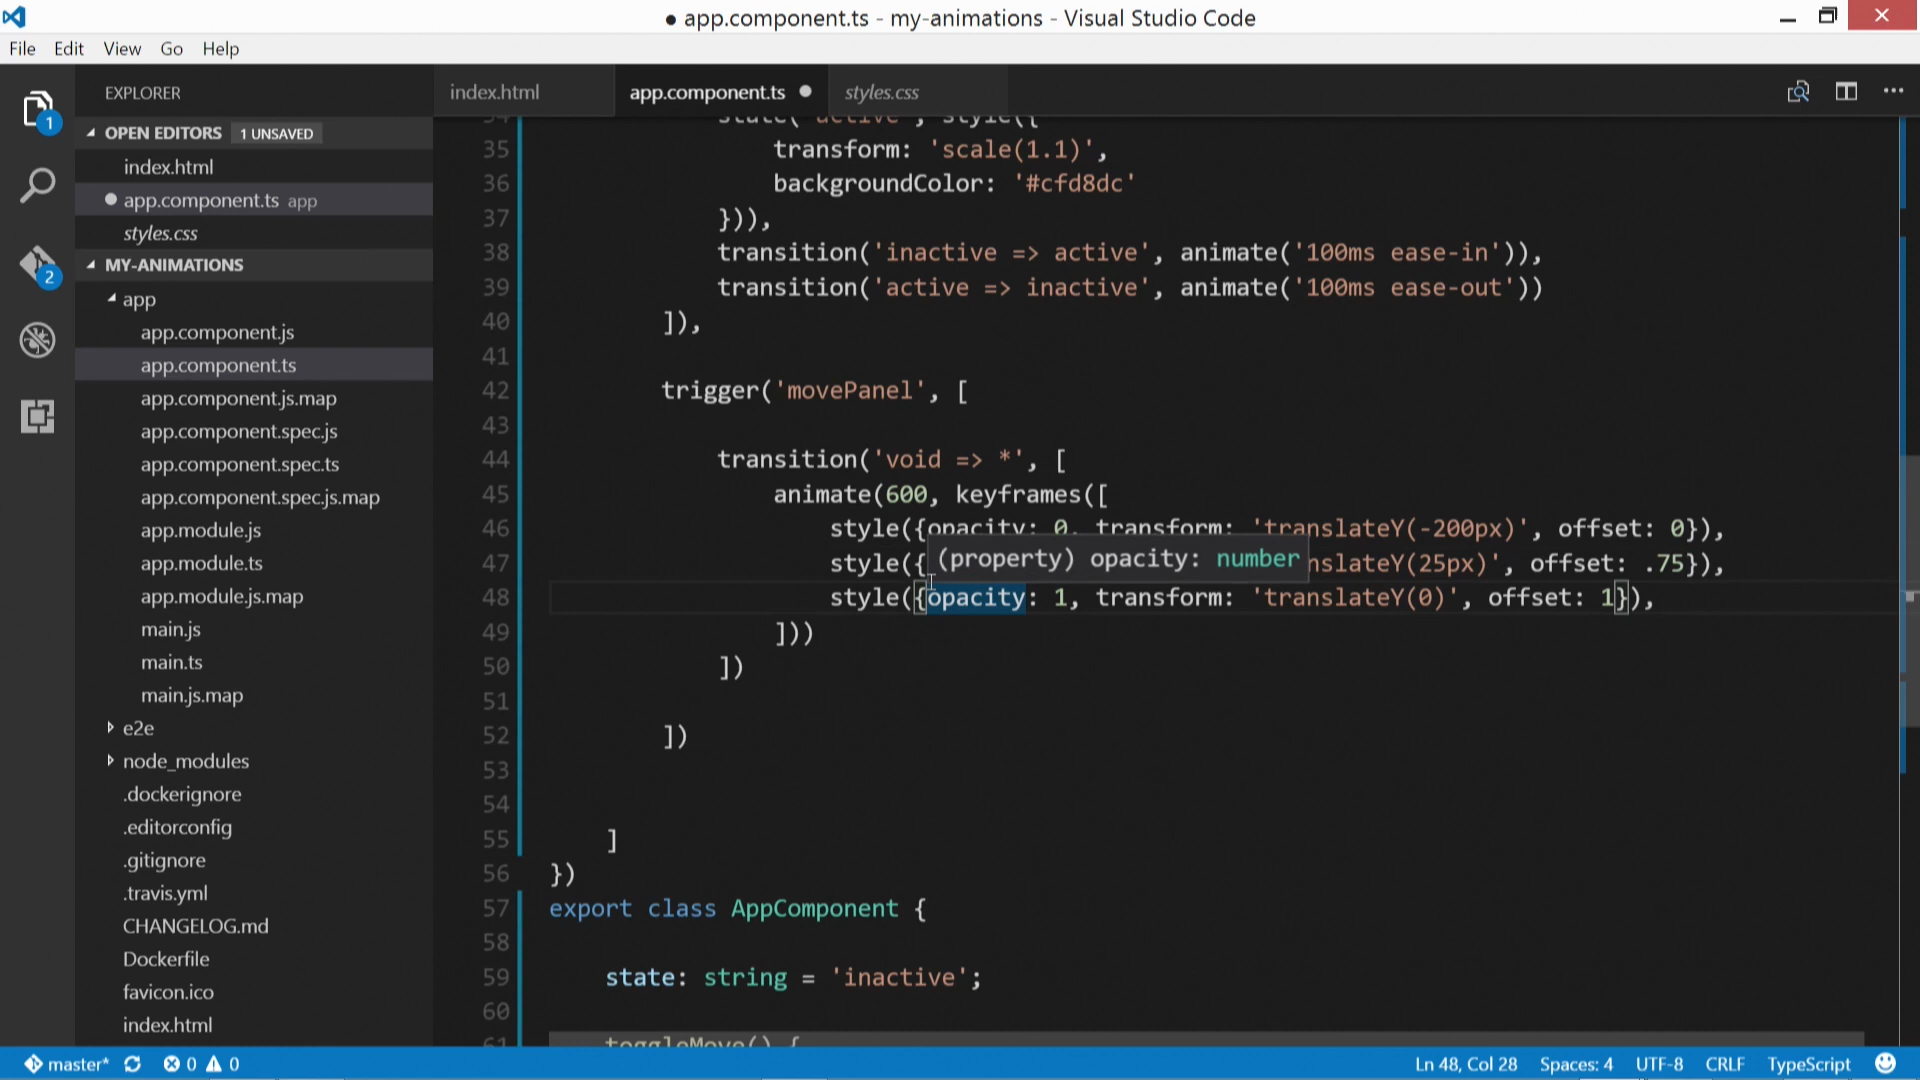 ● app.component.ts - my-animations - Visual Studio Code
File Edit View Go Help
EXPLORER
index.html
app.component.ts
styles.css
1
OPEN EDITORS 1 UNSAVED
index.html
app.component.ts app
styles.css
2
MY-ANIMATIONS
app
app.component.js
app.component.ts
app.component.js.map
app.component.spec.js
app.component.spec.ts
app.component.spec.js.map
app.module.js
app.module.ts
app.module.js.map
main.js
main.ts
main.js.map
e2e
node_modules
.dockerignore
.editorconfig
.gitignore
.travis.yml
CHANGELOG.md
Dockerfile
favicon.ico
index.html
34 state('active', style({
35 transform: 'scale(1.1)',
36 backgroundColor: '#cfd8dc'
37 })),
38 transition('inactive => active', animate('100ms ease-in')),
39 transition('active => inactive', animate('100ms ease-out'))
40 ]),
41
42 trigger('movePanel', [
43
44 transition('void => *', [
45 animate(600, keyframes([
46 style({opacity: 0, transform: 'translateY(-200px)', offset: 0}),
(property) opacity: number
47 style({ nslateY(25px)', offset: .75}),
48 style({opacity: 1, transform: 'translateY(0)', offset: 1}),
49 ]))
50 ])
51
52 ])
53
54
55 ]
56 })
57 export class AppComponent {
58
59 state: string = 'inactive';
60
61 toggleMove() {
master* 0 0
Ln 48, Col 28 Spaces: 4 UTF-8 CRLF TypeScript